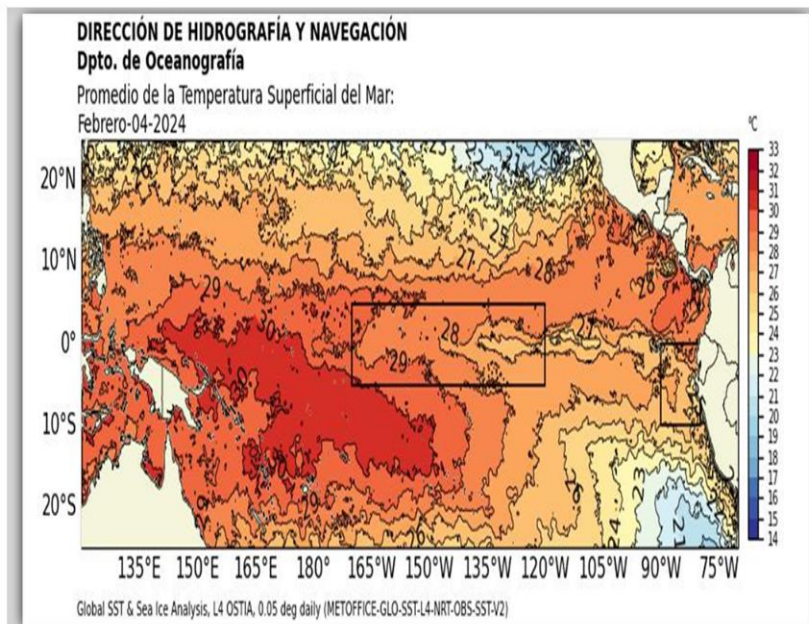 DIRECCIÓN DE HIDROGRAFÍA Y NAVEGACIÓN
Dpto. de Oceanografía
Promedio de la Temperatura Superficial del Mar:
Febrero-04-2024
°C
33
32
31
30
29
28
27
26
25
24
23
22
21
20
19
18
17
16
15
14
20°N
10°N
0°
10°S
20°S
29
27
28
28
29
27
28
23
24
21
135°E 150°E 165°E 180° 165°W 150°W 135°W 120°W 105°W 90°W 75°W
Global SST & Sea Ice Analysis, L4 OSTIA, 0.05 deg daily (METOFFICE-GLO-SST-L4-NRT-OBS-SST-V2)